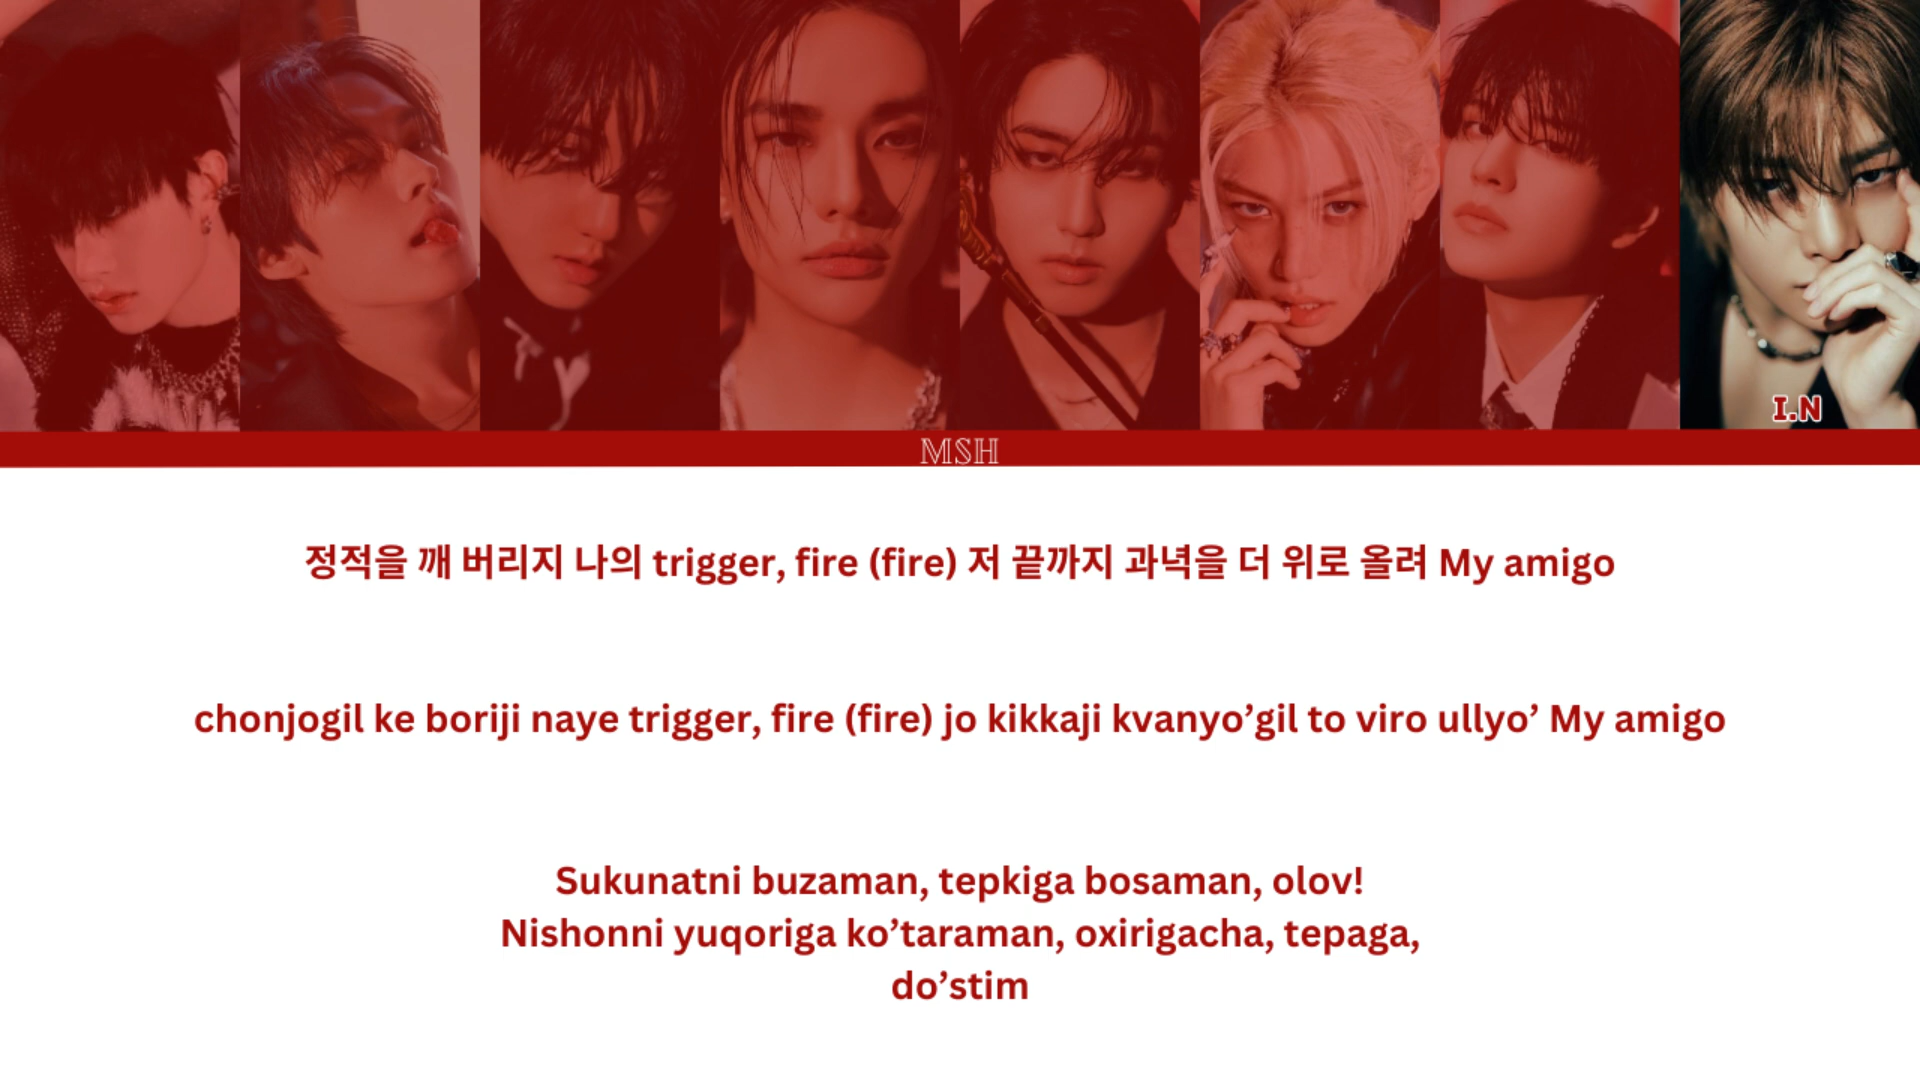 I.N
MSH
정적을 깨 버리지 나의 trigger, fire (fire) 저 끝까지 과녁을 더 위로 올려 My amigo
chonjogil ke boriji naye trigger, fire (fire) jo kikkaji kvanyo’gil to viro ullyo’ My amigo
Sukunatni buzaman, tepkiga bosaman, olov!
Nishonni yuqoriga ko’taraman, oxirigacha, tepaga,
do’stim